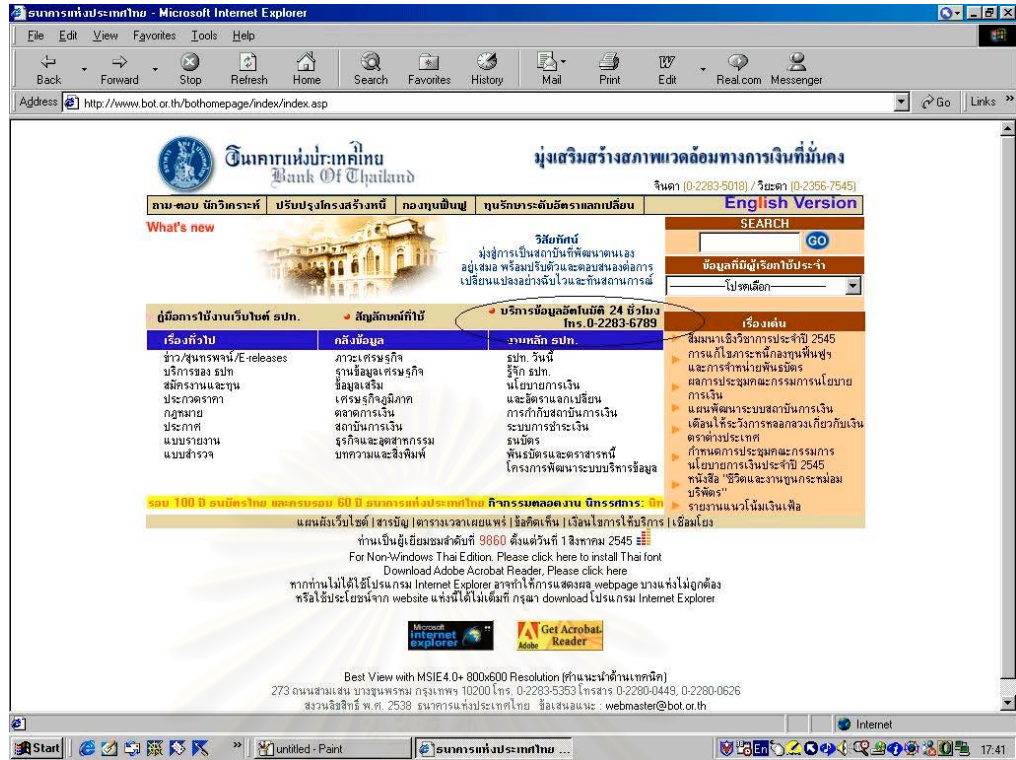 ธนาคารแห่งประเทศไทย - Microsoft Internet Explorer
File Edit View Favorites Tools Help
Back Forward Stop Refresh Home Search Favorites History Mail Print Edit Real.com Messenger
Address http://www.bot.or.th/bothomepage/index/index.asp Go Links »
ธนาคารแห่งประเทศไทย
Bank Of Thailand
มุ่งเสริมสร้างสภาพแวดล้อมทางการเงินที่มั่นคง
จินดา (0-2283-5018) / วิยะดา (0-2356-7545)
ถาม-ตอบ นักวิเคราะห์ ปรับปรุงโครงสร้างหนี้ กองทุนฟื้นฟู ทุนรักษาระดับอัตราแลกเปลี่ยน English Version
What's new
วิสัยทัศน์
มุ่งสู่การเป็นสถาบันที่พัฒนาตนเอง
อยู่เสมอ พร้อมปรับตัวและตอบสนองต่อการ
เปลี่ยนแปลงอย่างฉับไวและทันสถานการณ์
SEARCH
GO
ข้อมูลที่มีผู้เรียกใช้ประจำ
โปรดเลือก
คู่มือการใช้งานเว็บไซต์ ธปท. สัญลักษณ์ที่ใช้ บริการข้อมูลอัตโนมัติ 24 ชั่วโมง
โทร.0-2283-6789
เรื่องทั่วไป
ข่าว/สุนทรพจน์/E-releases
บริการของ ธปท
สมัครงานและทุน
ประกวดราคา
กฎหมาย
ประกาศ
แบบรายงาน
แบบสำรวจ
คลังข้อมูล
ภาวะเศรษฐกิจ
ฐานข้อมูลเศรษฐกิจ
ข้อมูลเสริม
เศรษฐกิจภูมิภาค
ตลาดการเงิน
สถาบันการเงิน
ธุรกิจและอุตสาหกรรม
บทความและสิ่งพิมพ์
งานหลัก ธปท.
ธปท. วันนี้
รู้จัก ธปท.
นโยบายการเงิน
และอัตราแลกเปลี่ยน
การกำกับสถาบันการเงิน
ระบบการชำระเงิน
ธนบัตร
พันธบัตรและตราสารหนี้
โครงการพัฒนาระบบบริหารข้อมูล
เรื่องเด่น
สัมมนาเชิงวิชาการประจำปี 2545
การแก้ไขภาระหนี้กองทุนฟื้นฟูฯ
และการจำหน่ายพันธบัตร
ผลการประชุมคณะกรรมการนโยบาย
การเงิน
แผนพัฒนาระบบสถาบันการเงิน
เตือนให้ระวังการหลอกลวงเกี่ยวกับเงิน
ตราต่างประเทศ
กำหนดการประชุมคณะกรรมการ
นโยบายการเงินประจำปี 2545
หนังสือ "ชีวิตและงานทูนกระหม่อม
บริพัตร"
รายงานแนวโน้มเงินเฟ้อ
รอบ 100 ปี ธนบัตรไทย และครบรอบ 60 ปี ธนาคารแห่งประเทศไทย กิจกรรมตลอดงาน นิทรรศการ:
แผนผังเว็บไซต์ | สารบัญ | ตารางเวลาเผยแพร่ | ข้อคิดเห็น | เงื่อนไขการให้บริการ | เชื่อมโยง
ท่านเป็นผู้เยี่ยมชมลำดับที่ 9860 ตั้งแต่วันที่ 1 สิงหาคม 2545
For Non-Windows Thai Edition. Please click here to install Thai font
Download Adobe Acrobat Reader, Please click here
หากท่านไม่ได้ใช้โปรแกรม Internet Explorer อาจทำให้การแสดงผล webpage บางแห่งไม่ถูกต้อง
หรือใช้ประโยชน์จาก website แห่งนี้ได้ไม่เต็มที่ กรุณา download โปรแกรม Internet Explorer
Microsoft internet explorer
Get Acrobat Reader
Adobe
Best View with MSIE4.0+ 800x600 Resolution (คำแนะนำด้านเทคนิค)
273 ถนนสามเสน บางขุนพรหม กรุงเทพฯ 10200 โทร. 0-2283-5353 โทรสาร 0-2280-0449, 0-2280-0626
สงวนลิขสิทธิ์ พ.ศ. 2538 ธนาคารแห่งประเทศไทย ข้อเสนอแนะ : webmaster@bot.or.th
Internet
Start » untitled - Paint ธนาคารแห่งประเทศไทย ... En 17:41